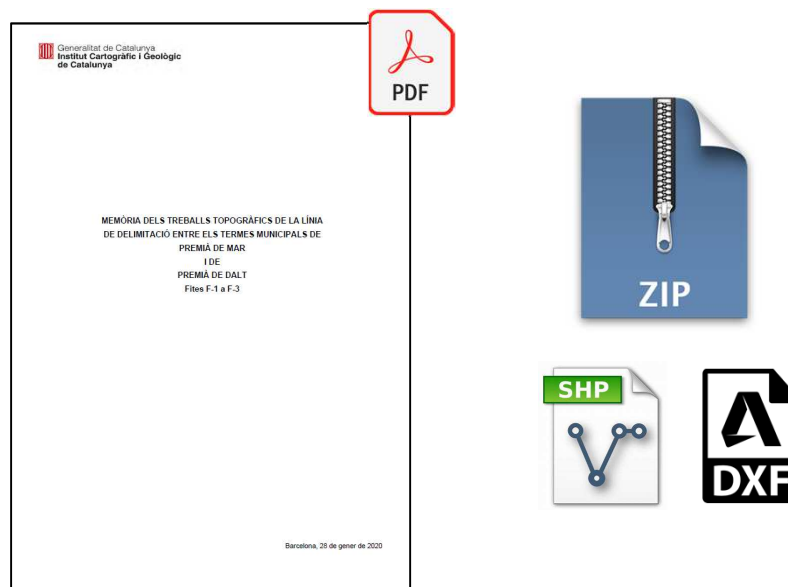 Generalitat de Catalunya
Institut Cartogràfic i Geològic
de Catalunya
PDF
MEMÒRIA DELS TREBALLS TOPOGRÀFICS DE LA LÍNIA
DE DELIMITACIÓ ENTRE ELS TERMES MUNICIPALS DE
PREMIÀ DE MAR
I DE
PREMIÀ DE DALT
Fites F-1 a F-3
Barcelona, 28 de gener de 2020
ZIP
SHP
DXF